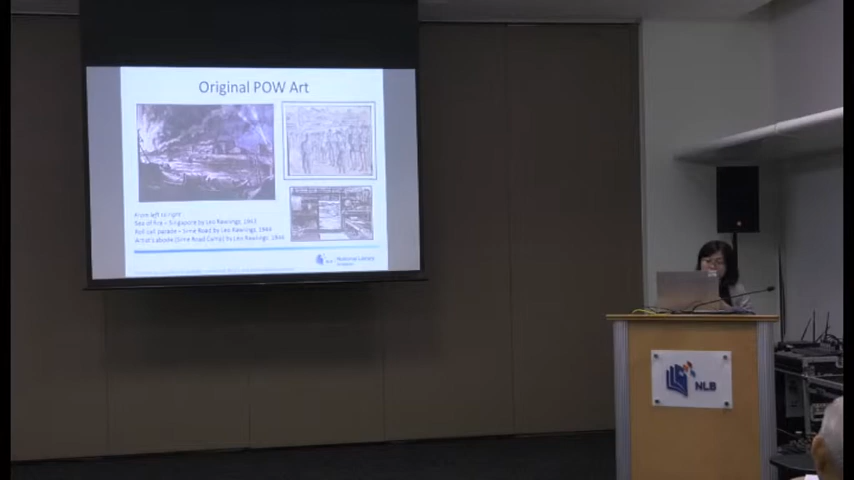 Original POW Art
From left to right
Sea of Fire – Singapore by Leo Rawlings, 1943
Roll call parade – Sime Road by Leo Rawlings, 1944
Artist's abode (Sime Road Camp) by Leo Rawlings, 1944
National Library
NLB